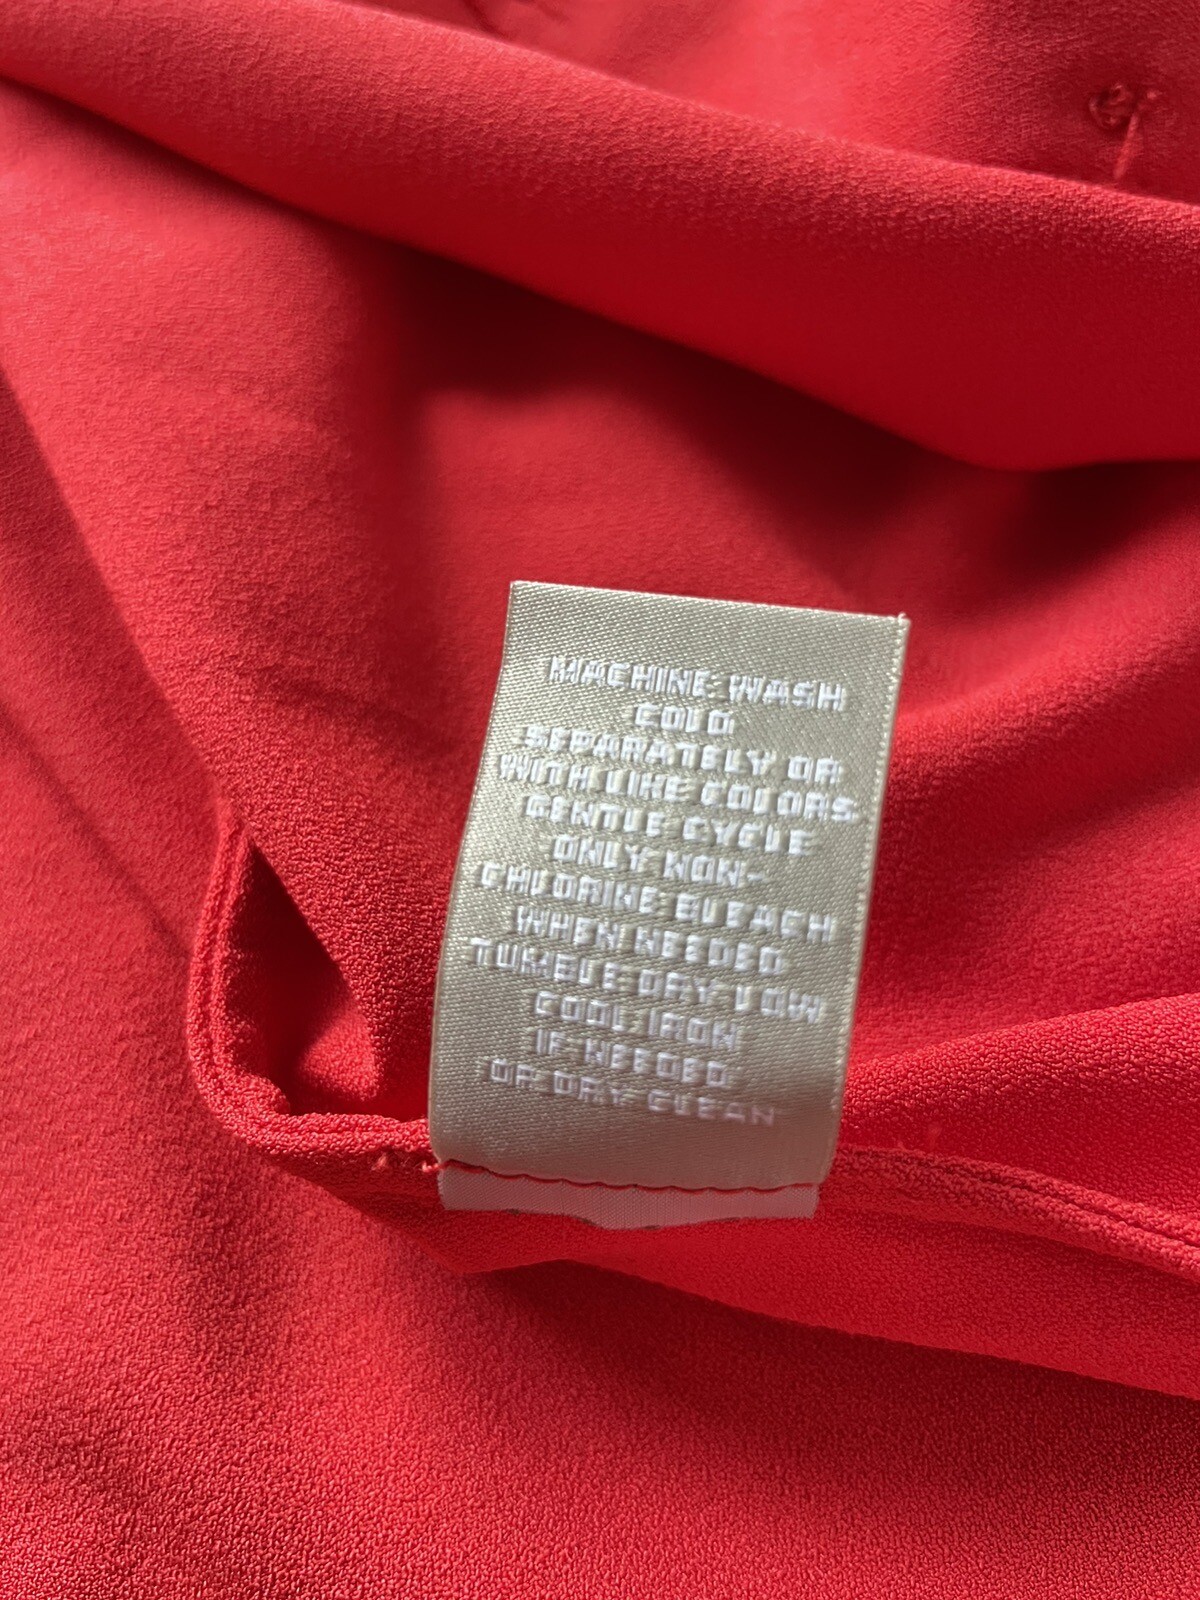 MACHINE WASH
COLD
SEPARATELY OR
WITH LIKE COLORS.
GENTLE CYCLE
ONLY NON-
CHLORINE BLEACH
WHEN NEEDED
TUMBLE DRY LOW
COOL IRON
IF NEEDED
OR DRY CLEAN